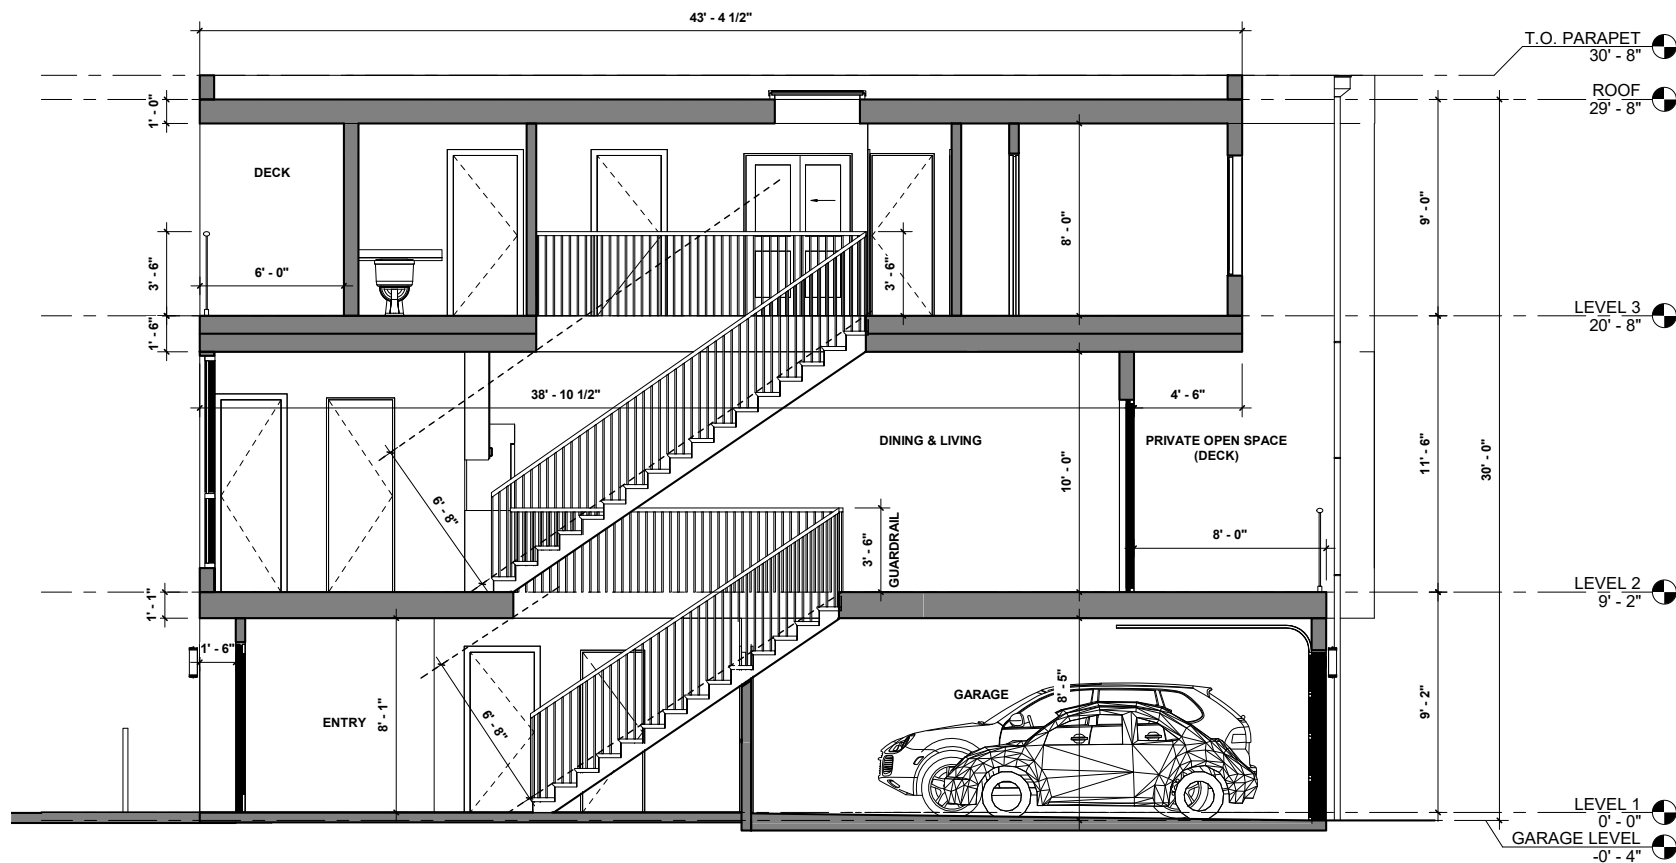 43' - 4 1/2"
T.O. PARAPET
30' - 8"
ROOF
29' - 8"
1' - 0"
DECK
8' - 0"
9' - 0"
3' - 6"
6' - 0"
3' - 6"
LEVEL 3
20' - 8"
1' - 6"
38' - 10 1/2"
4' - 6"
DINING & LIVING
PRIVATE OPEN SPACE
(DECK)
10' - 0"
11' - 6"
30' - 0"
6' - 8"
3' - 6"
GUARDRAIL
8' - 0"
LEVEL 2
9' - 2"
1' - 1"
1' - 6"
ENTRY
8' - 1"
6' - 8"
GARAGE
8' - 5"
9' - 2"
LEVEL 1
0' - 0"
GARAGE LEVEL
-0' - 4"